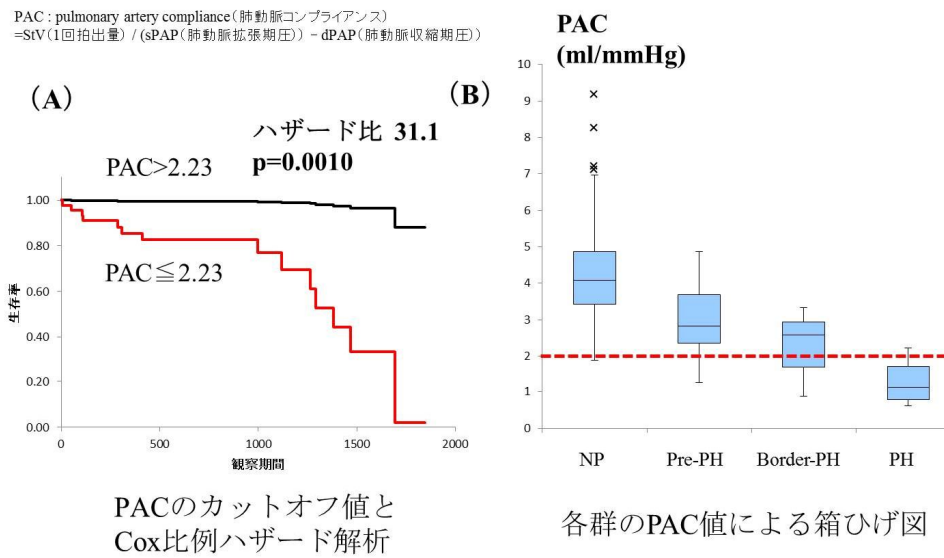 PAC : pulmonary artery compliance(肺動脈コンプライアンス)
=StV(1回拍出量) / (sPAP(肺動脈拡張期圧)) - dPAP(肺動脈収縮期圧))
(A)
ハザード比 31.1
p=0.0010
PAC>2.23
PAC≦2.23
1.00
0.80
0.60
0.40
0.20
0.00
生存率
0
500
1000
1500
2000
観察期間
PACのカットオフ値と
Cox比例ハザード解析
PAC
(ml/mmHg)
(B)
10
9
8
7
6
5
4
3
2
1
0
NP
Pre-PH
Border-PH
PH
各群のPAC値による箱ひげ図